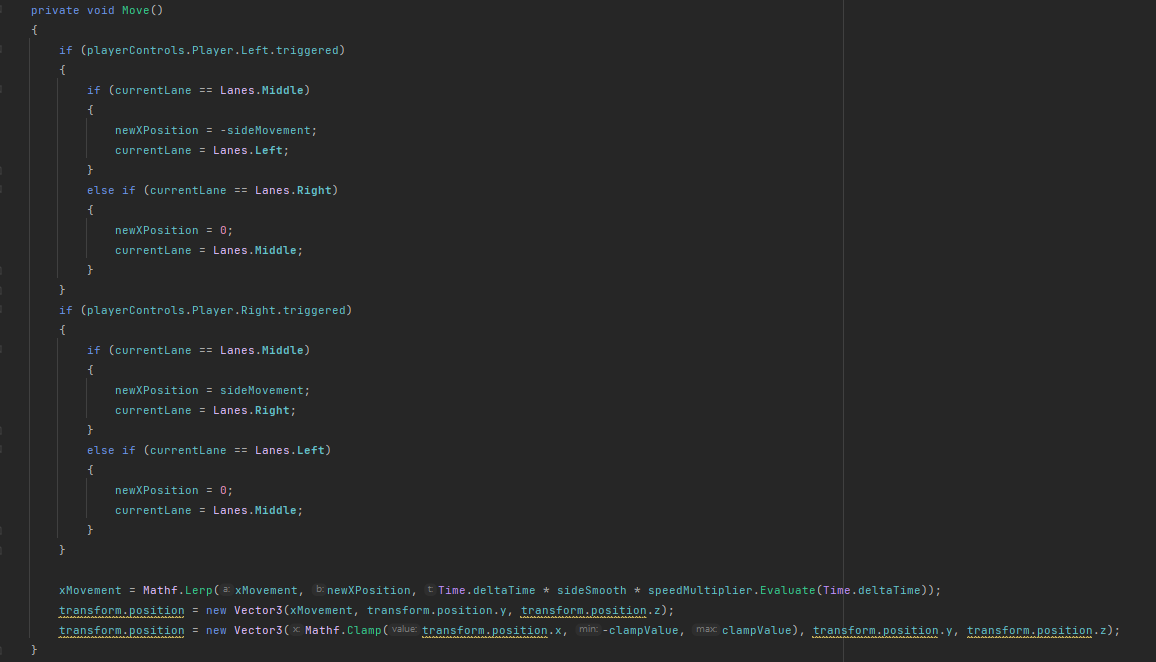 private void Move()
{
if (playerControls.Player.Left.triggered)
{
if (currentLane == Lanes.Middle)
{
newXPosition = -sideMovement;
currentLane = Lanes.Left;
}
else if (currentLane == Lanes.Right)
{
newXPosition = 0;
currentLane = Lanes.Middle;
}
}
if (playerControls.Player.Right.triggered)
{
if (currentLane == Lanes.Middle)
{
newXPosition = sideMovement;
currentLane = Lanes.Right;
}
else if (currentLane == Lanes.Left)
{
newXPosition = 0;
currentLane = Lanes.Middle;
}
}
xMovement = Mathf.Lerp( a: xMovement, b: newXPosition, t: Time.deltaTime * sideSmooth * speedMultiplier.Evaluate(Time.deltaTime));
transform.position = new Vector3(xMovement, transform.position.y, transform.position.z);
transform.position = new Vector3( x: Mathf.Clamp( value: transform.position.x, min: -clampValue, max: clampValue), transform.position.y, transform.position.z);
}